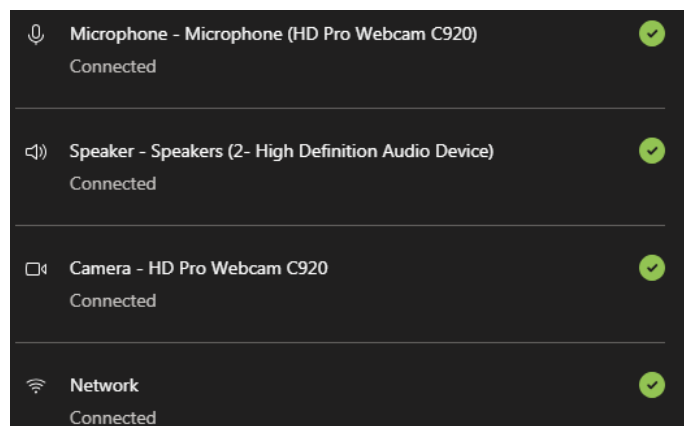 Microphone - Microphone (HD Pro Webcam C920)
Connected
Speaker - Speakers (2- High Definition Audio Device)
Connected
Camera - HD Pro Webcam C920
Connected
Network
Connected